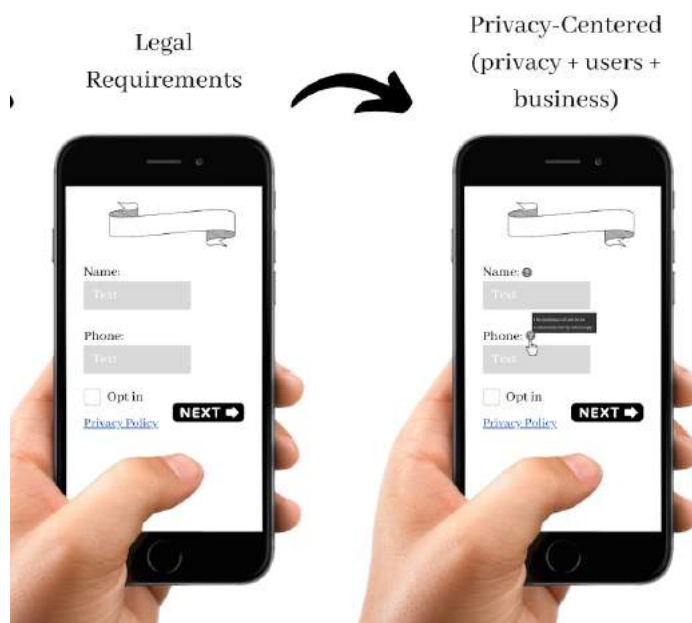 Legal
Requirements
Privacy-Centered
(privacy + users +
business)
Name:
Text
Phone:
Text
Opt in
NEXT
Privacy Policy
Name: ?
Text
Phone: ?
Text
Opt in
NEXT
Privacy Policy